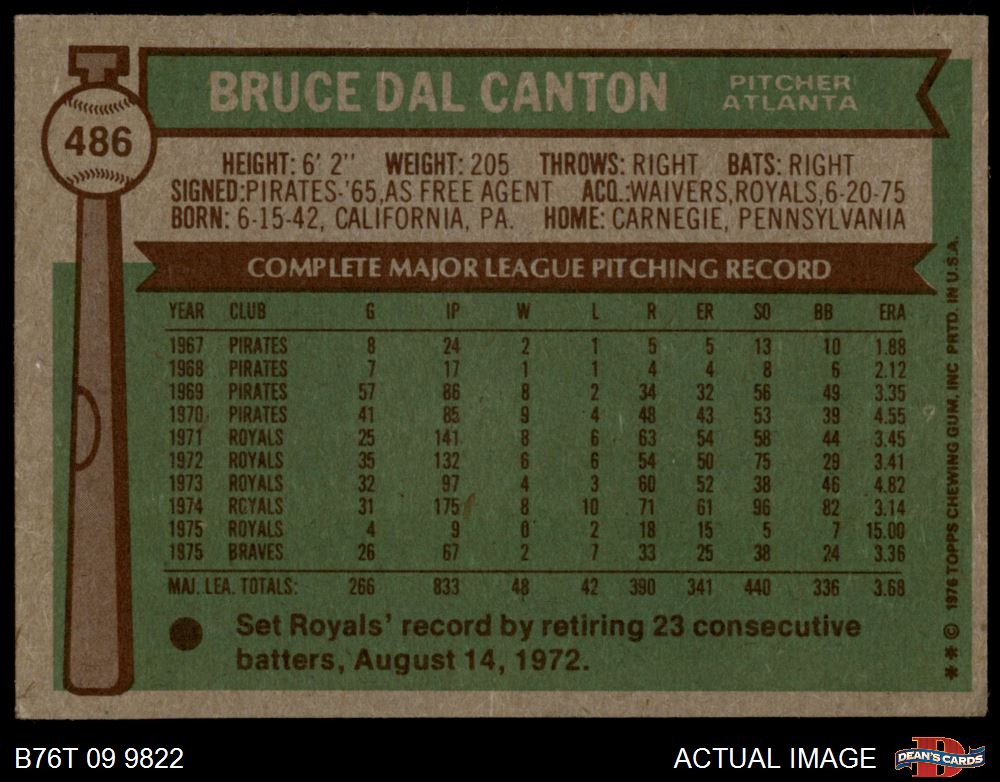 BRUCE DAL CANTON
PITCHER
ATLANTA
486
HEIGHT: 6' 2" WEIGHT: 205 THROWS: RIGHT BATS: RIGHT
SIGNED:PIRATES-'65,AS FREE AGENT ACQ.:WAIVERS,ROYALS,6-20-75
BORN: 6-15-42, CALIFORNIA, PA. HOME: CARNEGIE, PENNSYLVANIA
COMPLETE MAJOR LEAGUE PITCHING RECORD
YEAR CLUB G IP W L R ER SO BB ERA
1967 PIRATES 8 24 2 1 5 5 13 10 1.88
1968 PIRATES 7 17 1 1 4 4 8 6 2.12
1969 PIRATES 57 86 8 2 34 32 56 49 3.35
1970 PIRATES 41 85 9 4 48 43 53 39 4.55
1971 ROYALS 25 141 8 6 63 54 58 44 3.45
1972 ROYALS 35 132 6 6 54 50 75 29 3.41
1973 ROYALS 32 97 4 3 60 52 38 46 4.82
1974 ROYALS 31 175 8 10 71 61 96 82 3.14
1975 ROYALS 4 9 0 2 18 15 5 7 15.00
1975 BRAVES 26 67 2 7 33 25 38 24 3.36
MAJ. LEA. TOTALS: 266 833 48 42 390 341 440 336 3.68
Set Royals' record by retiring 23 consecutive
batters, August 14, 1972.
**© 1976 TOPPS CHEWING GUM, INC PRTD. IN U.S.A.
B76T 09 9822
ACTUAL IMAGE
D
DEAN'S CARDS